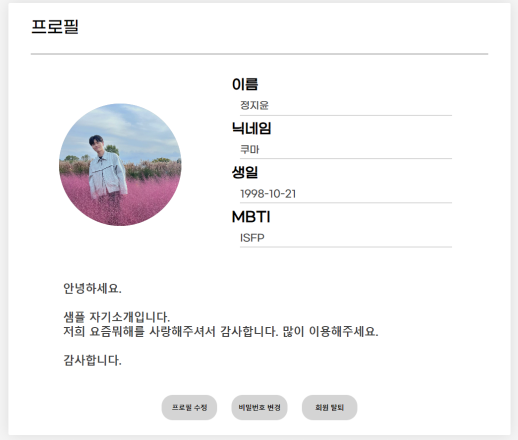 프로필
이름
정지윤
닉네임
쿠마
생일
1998-10-21
MBTI
ISFP
안녕하세요.
샘플 자기소개입니다.
저희 요즘뭐해를 사랑해주셔서 감사합니다. 많이 이용해주세요.
감사합니다.
프로필 수정
비밀번호 변경
회원 탈퇴